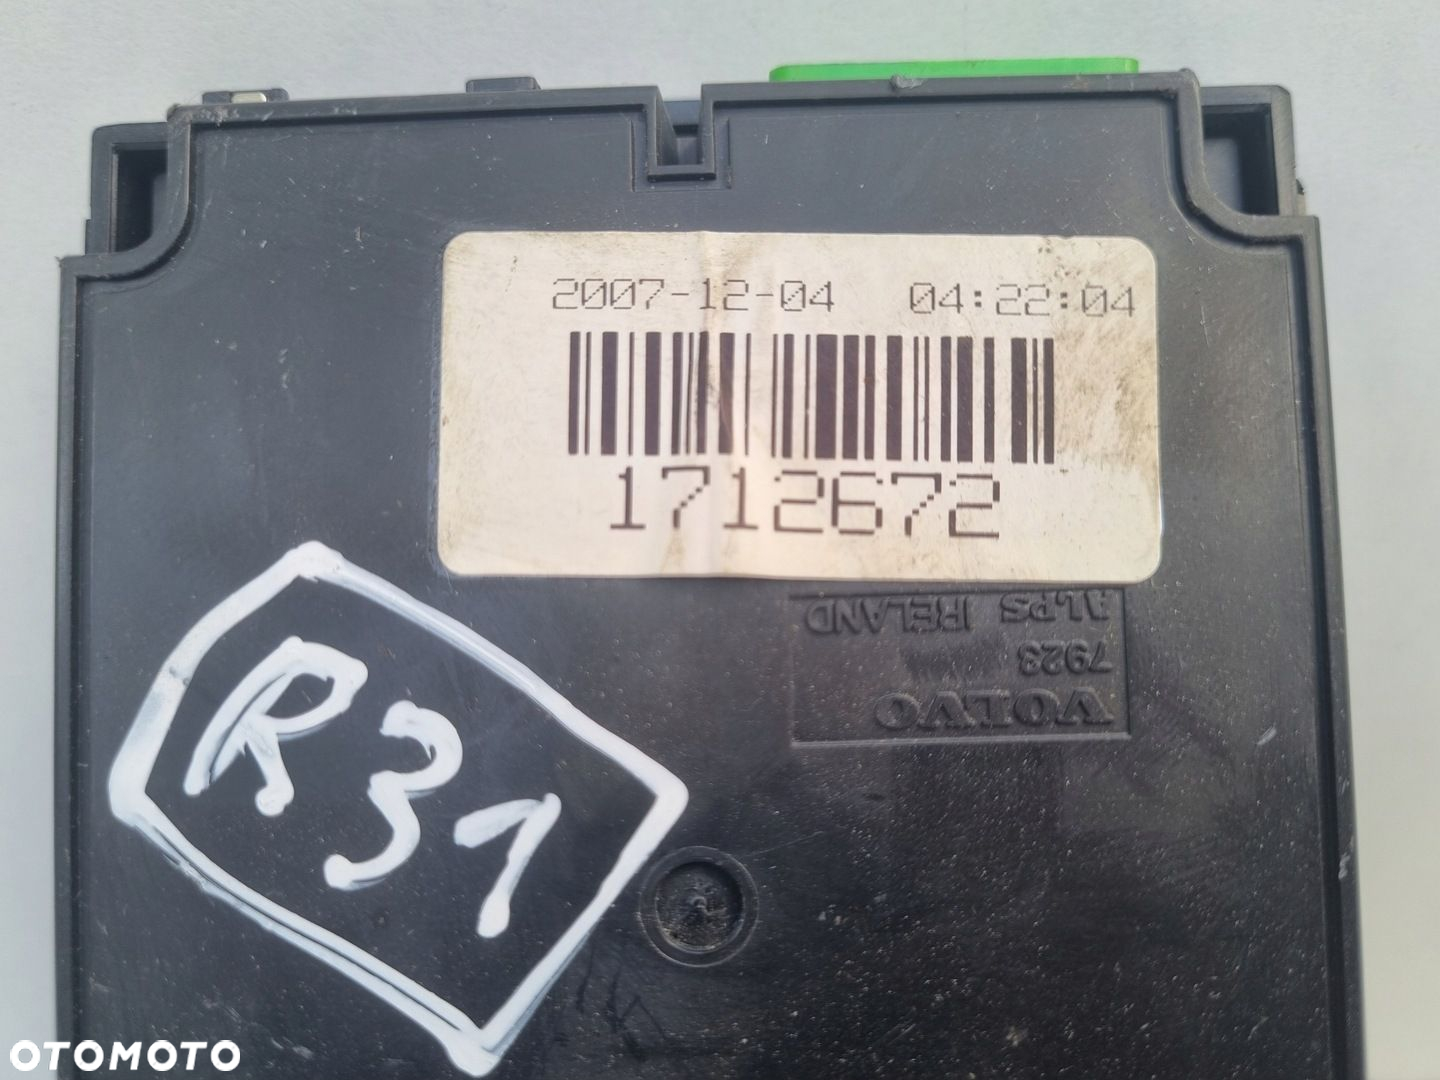 2007-12-04 04:22:04
1712672
ALPS IRELAND
7923
VOLVO
R31
OTOMOTO